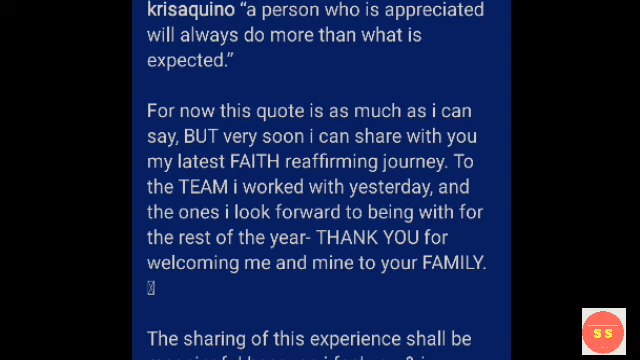 krisaquino “a person who is appreciated
will always do more than what is
expected.”
For now this quote is as much as i can
say, BUT very soon i can share with you
my latest FAITH reaffirming journey. To
the TEAM i worked with yesterday, and
the ones i look forward to being with for
the rest of the year- THANK YOU for
welcoming me and mine to your FAMILY.
The sharing of this experience shall be
S S